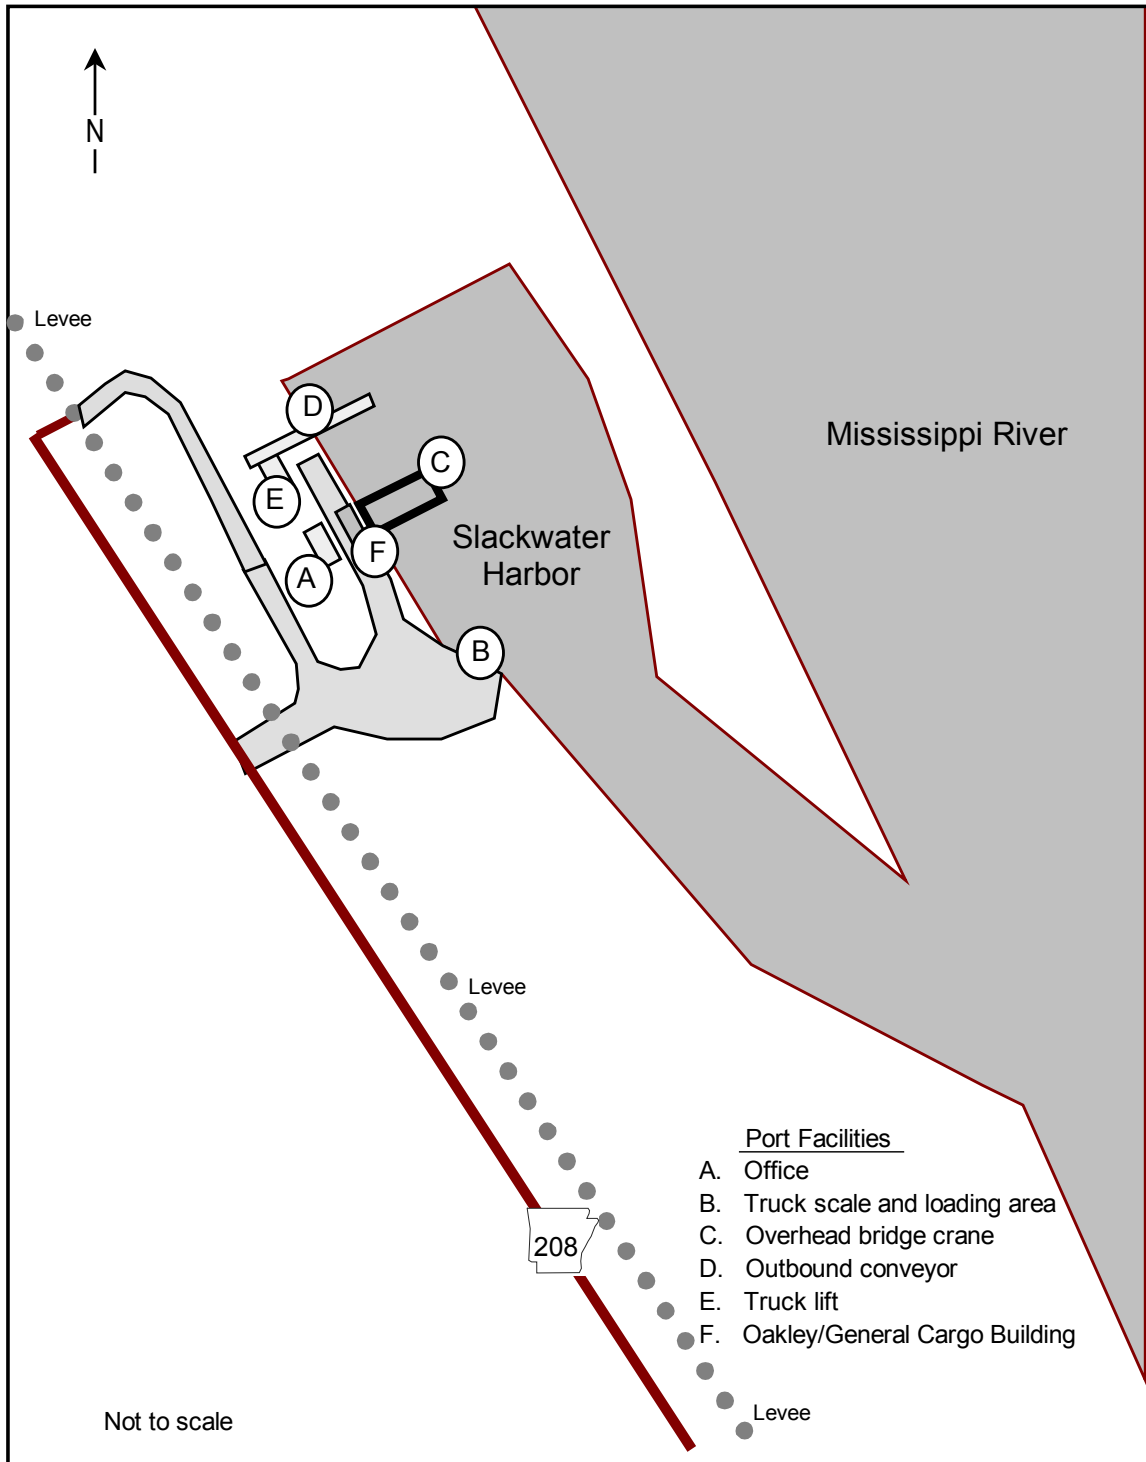 N
Levee
D
C
Mississippi River
E
Slackwater
Harbor
F
A
B
Levee
Port Facilities
A. Office
B. Truck scale and loading area
C. Overhead bridge crane
D. Outbound conveyor
E. Truck lift
F. Oakley/General Cargo Building
208
Levee
Not to scale